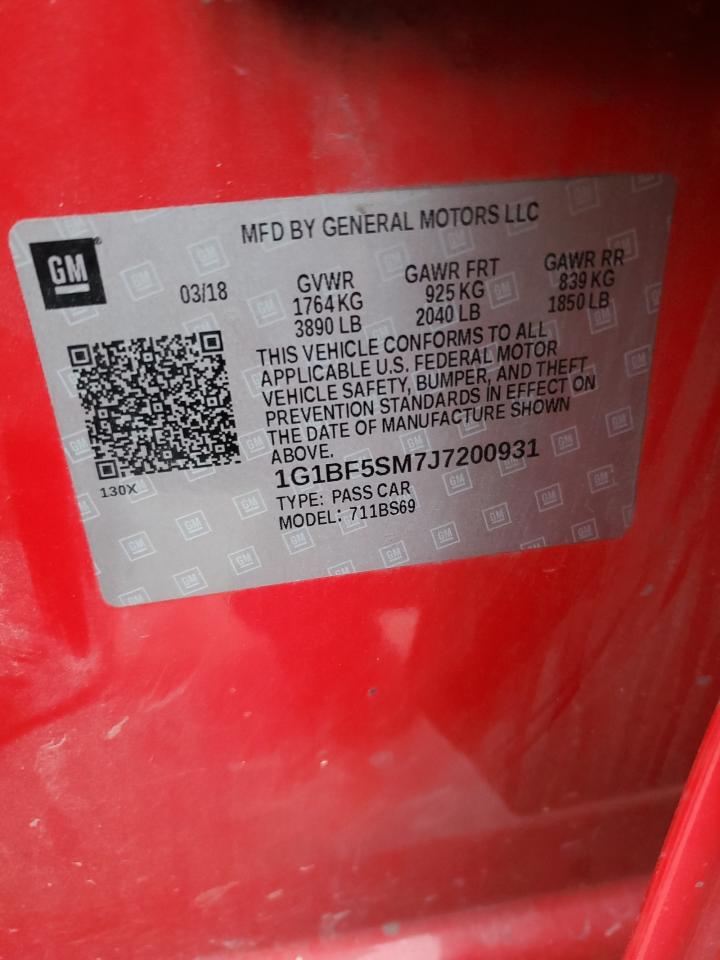 MFD BY GENERAL MOTORS LLC
GM
03/18
GVWR
1764 KG
3890 LB
GAWR FRT
925 KG
2040 LB
GAWR RR
839 KG
1850 LB
THIS VEHICLE CONFORMS TO ALL
APPLICABLE U.S. FEDERAL MOTOR
VEHICLE SAFETY, BUMPER, AND THEFT
PREVENTION STANDARDS IN EFFECT ON
THE DATE OF MANUFACTURE SHOWN
ABOVE.
1G1BF5SM7J7200931
130X
TYPE: PASS CAR
MODEL: 711BS69